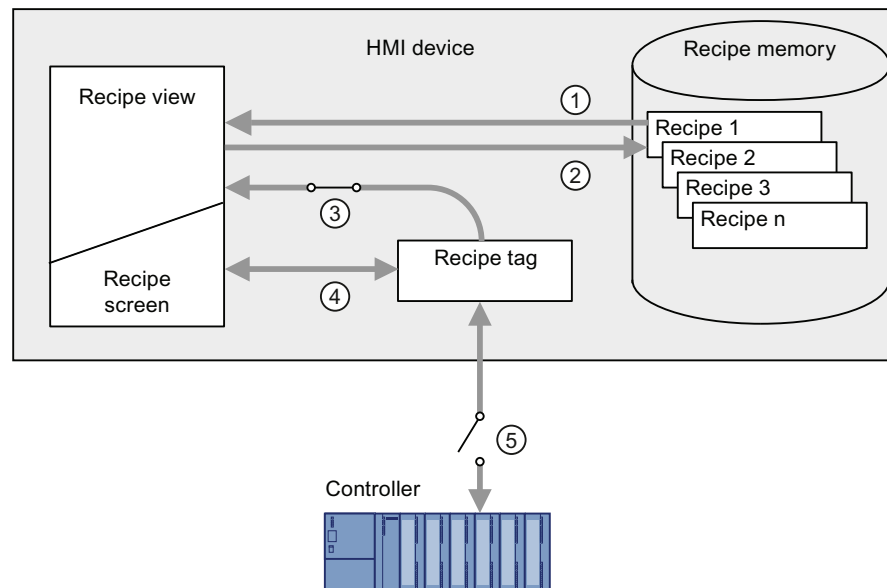 HMI device
Recipe memory
Recipe view
1
Recipe 1
2
Recipe 2
Recipe 3
3
Recipe n
Recipe tag
Recipe
screen
4
5
Controller